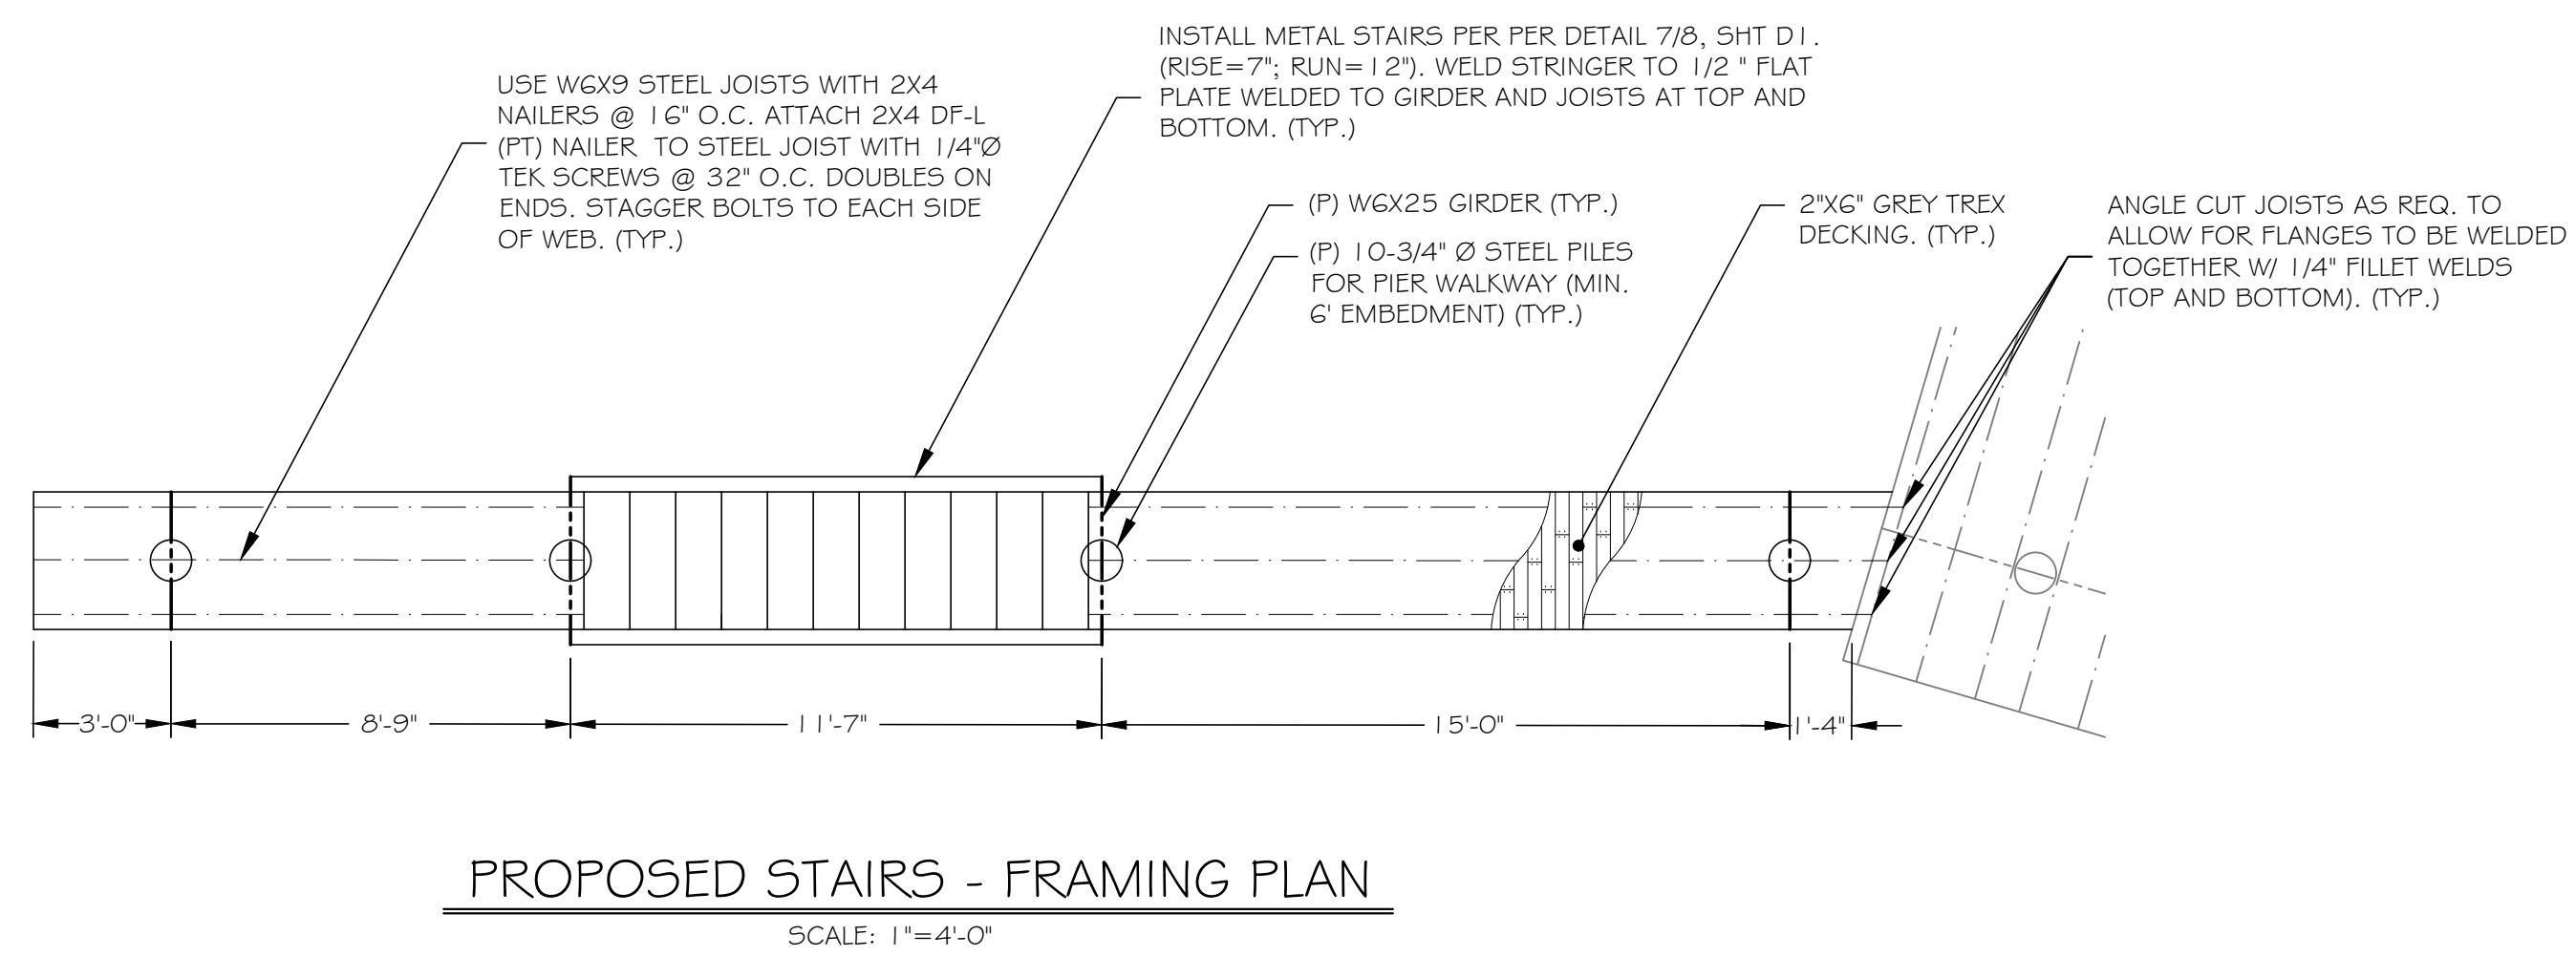 USE W6X9 STEEL JOISTS WITH 2X4
NAILERS @ 16" O.C. ATTACH 2X4 DF-L
(PT) NAILER TO STEEL JOIST WITH 1/4"Ø
TEK SCREWS @ 32" O.C. DOUBLES ON
ENDS. STAGGER BOLTS TO EACH SIDE
OF WEB. (TYP.)
INSTALL METAL STAIRS PER PER DETAIL 7/8, SHT D1.
(RISE=7"; RUN=12"). WELD STRINGER TO 1/2 " FLAT
PLATE WELDED TO GIRDER AND JOISTS AT TOP AND
BOTTOM. (TYP.)
(P) W6X25 GIRDER (TYP.)
(P) 10-3/4" Ø STEEL PILES
FOR PIER WALKWAY (MIN.
6' EMBEDMENT) (TYP.)
2"X6" GREY TREX
DECKING. (TYP.)
ANGLE CUT JOISTS AS REQ. TO
ALLOW FOR FLANGES TO BE WELDED
TOGETHER W/ 1/4" FILLET WELDS
(TOP AND BOTTOM). (TYP.)
3'-0"
8'-9"
11'-7"
15'-0"
1'-4"
PROPOSED STAIRS - FRAMING PLAN
SCALE: 1"=4'-0"